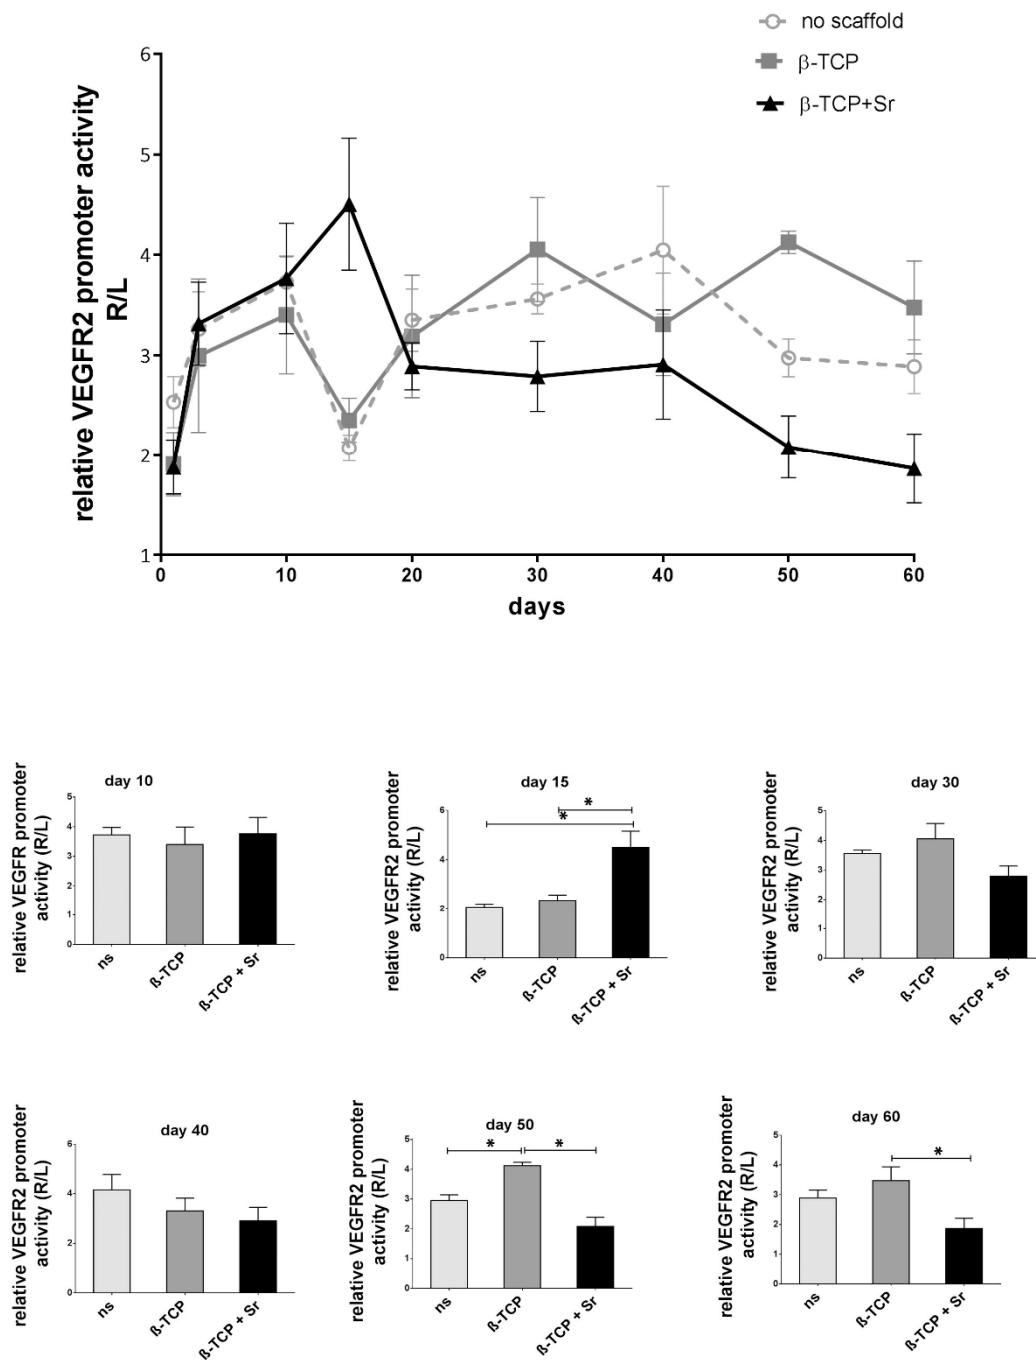 no scaffold
β-TCP
β-TCP+Sr
relative VEGFR2 promoter activity
R/L
6
5
4
3
2
1
0 10 20 30 40 50 60
days
day 10
relative VEGFR promoter
activity (R/L)
5
4
3
2
1
0
ns ß-TCP ß-TCP + Sr
day 15
relative VEGFR2 promoter
activity (R/L)
6
4
2
0
*
*
ns ß-TCP ß-TCP + Sr
day 30
relative VEGFR2 promoter
activity (R/L)
5
4
3
2
1
0
ns ß-TCP ß-TCP + Sr
day 40
relative VEGFR2 promoter
activity (R/L)
6
4
2
0
ns ß-TCP ß-TCP + Sr
day 50
relative VEGFR2 promoter
activity (R/L)
5
4
3
2
1
0
* *
ns ß-TCP ß-TCP + Sr
day 60
relative VEGFR2 promoter
activity (R/L)
5
4
3
2
1
0
*
ns ß-TCP ß-TCP + Sr